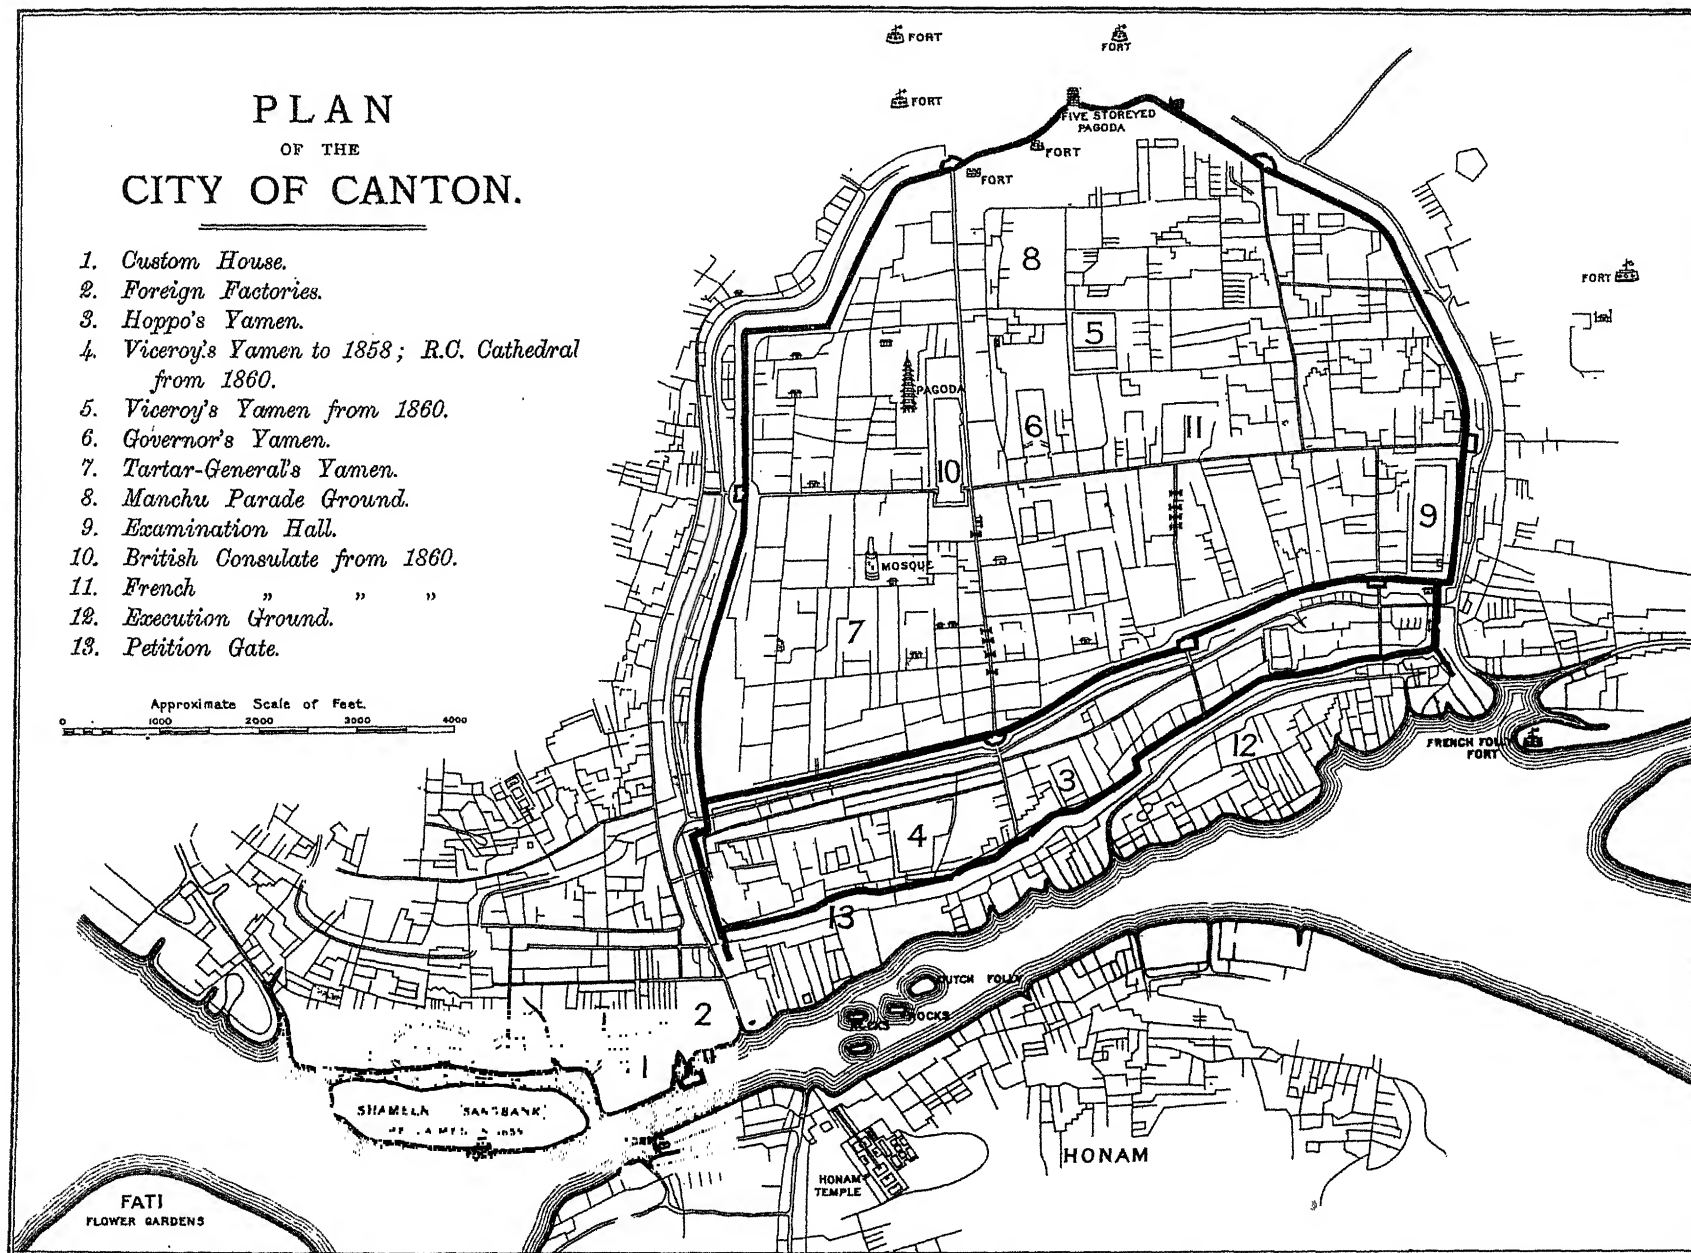 PLAN
OF THE
CITY OF CANTON.
1. Custom House.
2. Foreign Factories.
3. Hoppo's Yamen.
4. Viceroy's Yamen to 1858; R.C. Cathedral
from 1860.
5. Viceroy's Yamen from 1860.
6. Governor's Yamen.
7. Tartar-General's Yamen.
8. Manchu Parade Ground.
9. Examination Hall.
10. British Consulate from 1860.
11. French „ „ „
12. Execution Ground.
13. Petition Gate.
Approximate Scale of Feet.
0 1000 2000 3000 4000
FORT
FORT
FORT
FIVE STOREYED
PAGODA
FORT
FORT
8
FORT
5
PAGODA
6
11
10
9
MOSQUE
7
12
FRENCH FOLLY
FORT
3
4
13
DUTCH FOLLY
ROCKS
ROCKS
2
1
SHAMEEN (SANDBANK)
1859
HONAM
HONAM
TEMPLE
FATI
FLOWER GARDENS